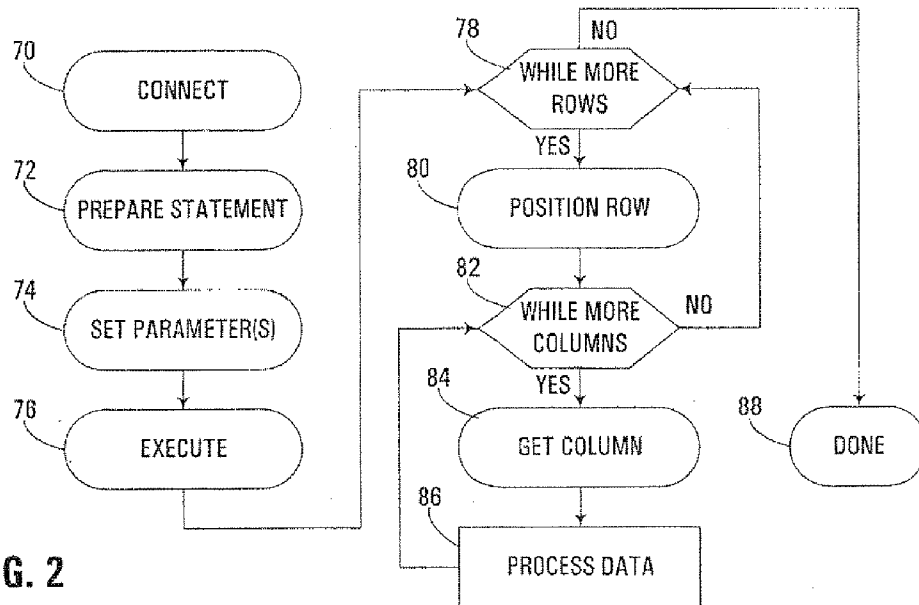 70
CONNECT
72
PREPARE STATEMENT
74
SET PARAMETER(S)
76
EXECUTE
78
WHILE MORE
ROWS
NO
YES
80
POSITION ROW
82
WHILE MORE
COLUMNS
NO
YES
84
GET COLUMN
86
PROCESS DATA
88
DONE
G. 2